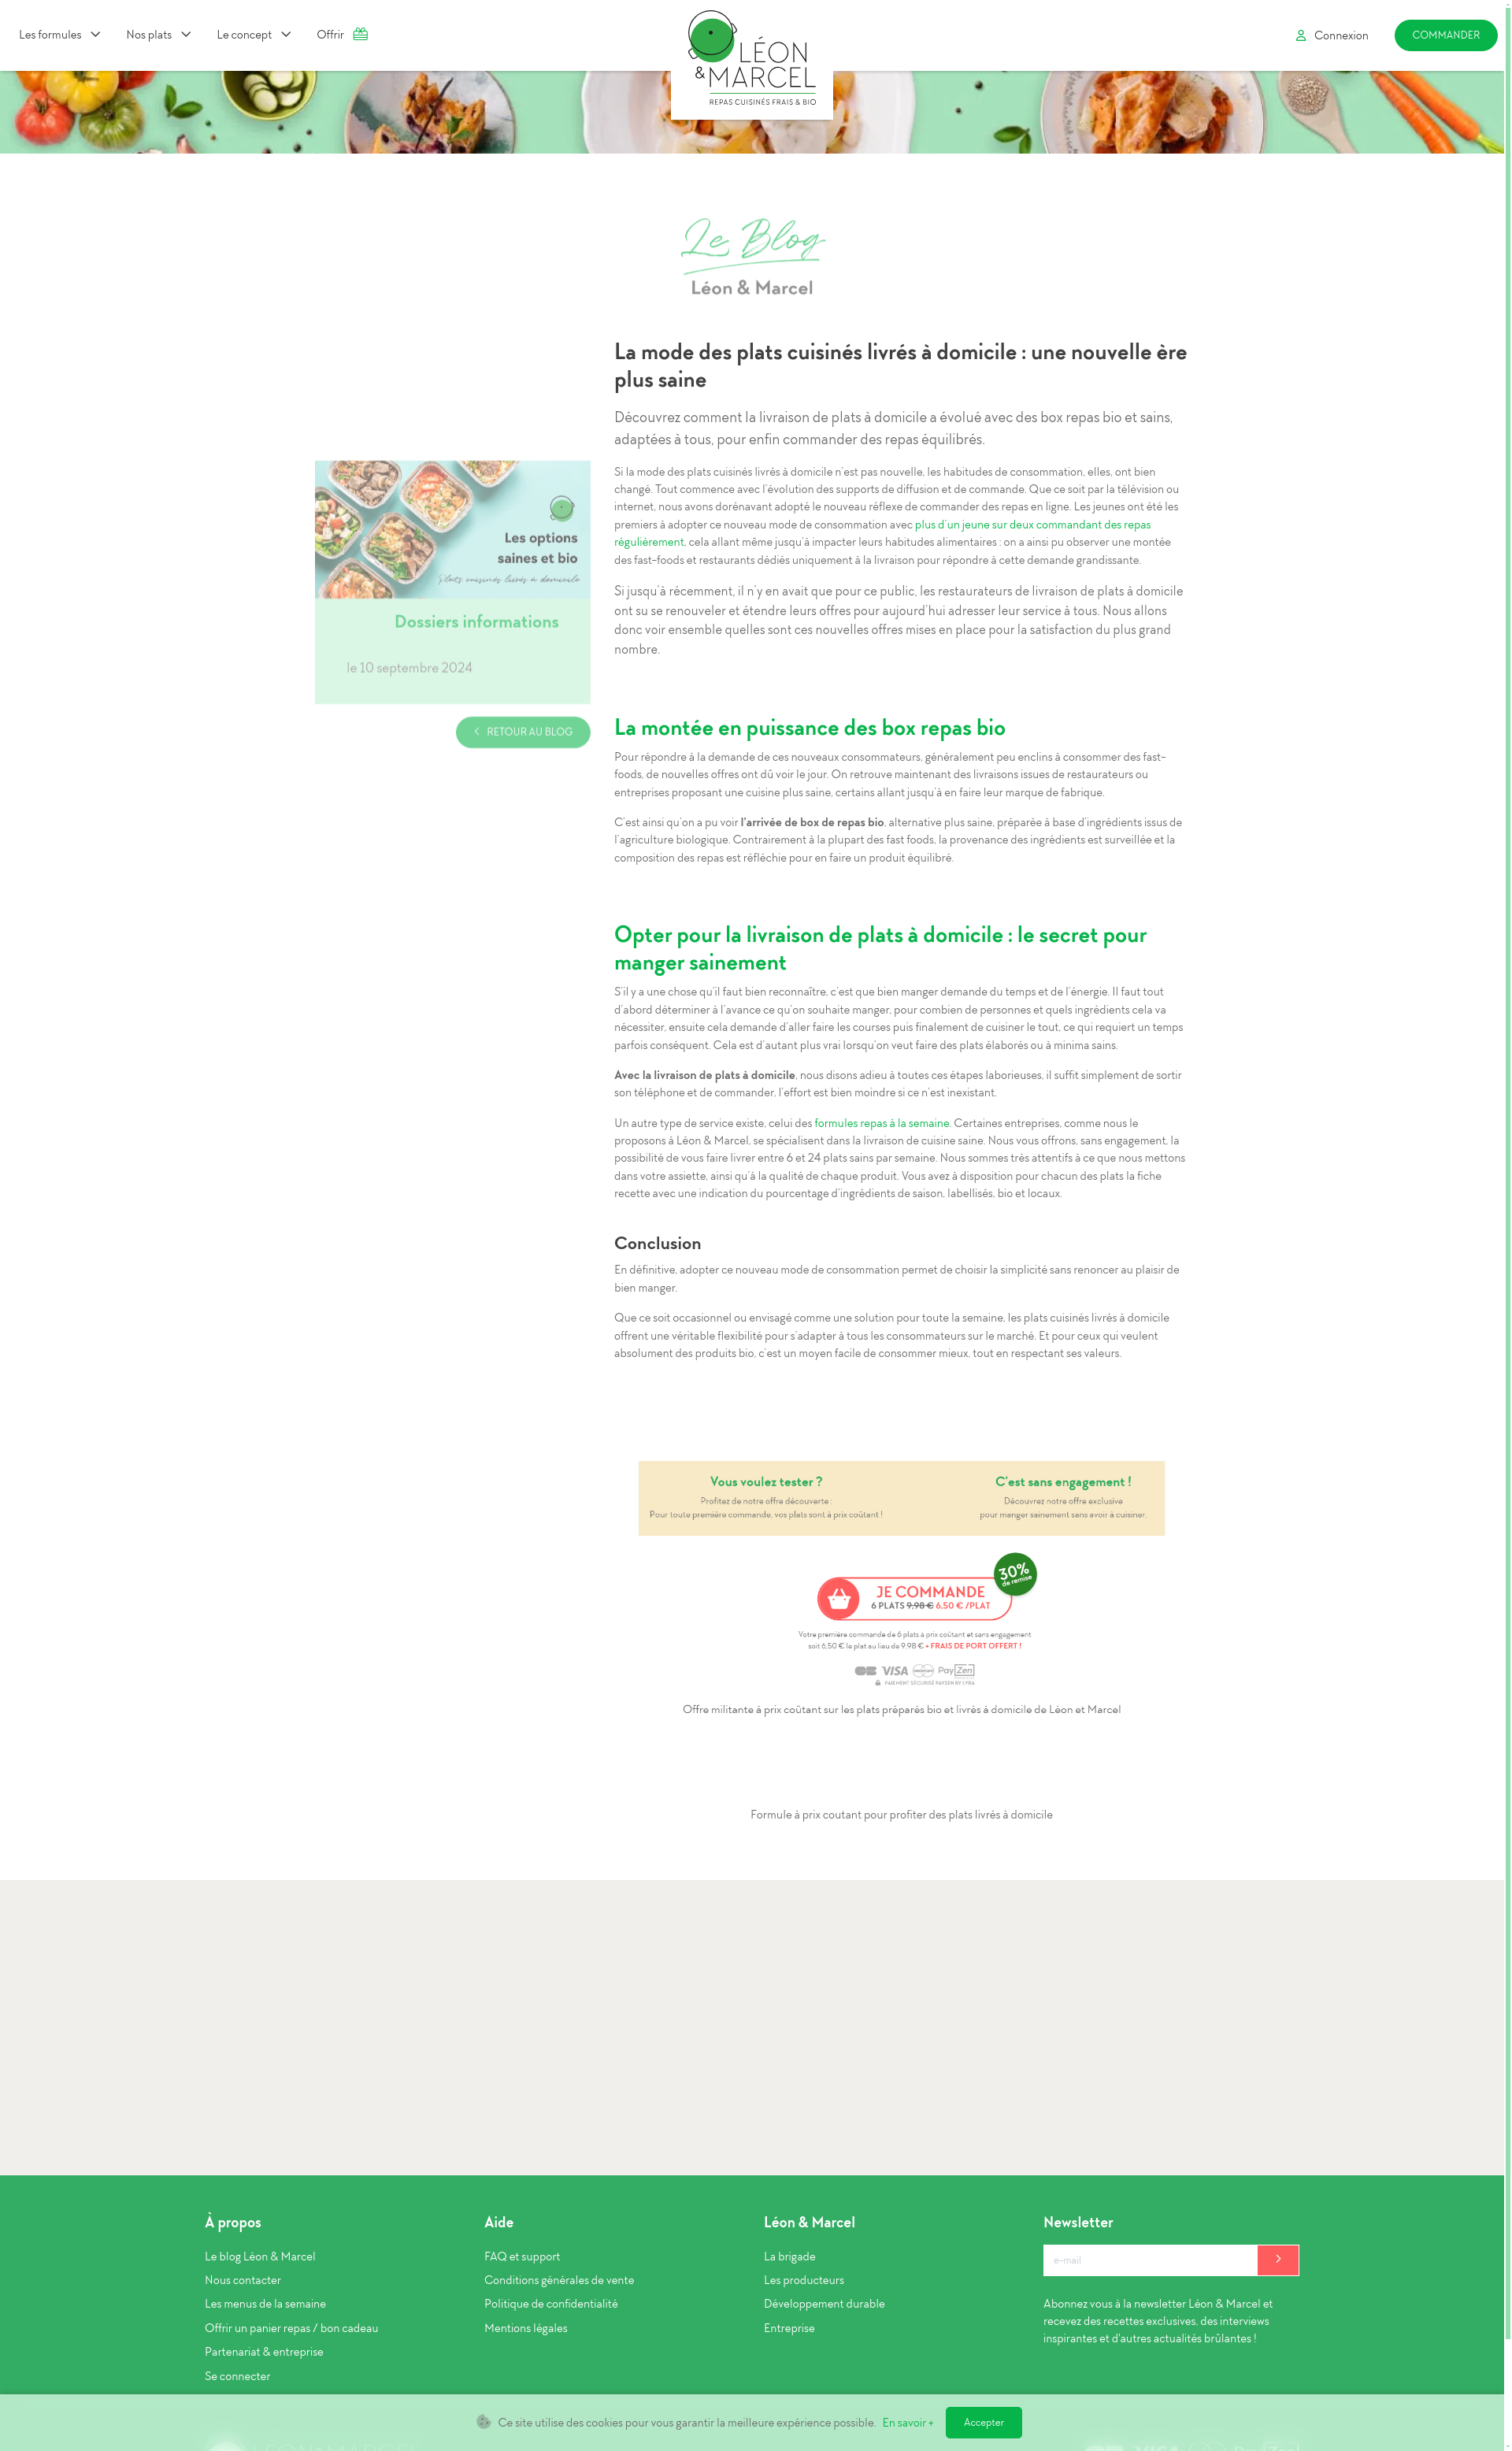 Les formules
Nos plats
Le concept
Offrir
LÉON
& MARCEL
REPAS CUISINÉS FRAIS & BIO
Connexion
COMMANDER
Le Blog
Léon & Marcel
Les options
saines et bio
Plats cuisinés livrés à domicile
Dossiers informations
le 10 septembre 2024
RETOUR AU BLOG
La mode des plats cuisinés livrés à domicile : une nouvelle ère
plus saine
Découvrez comment la livraison de plats à domicile a évolué avec des box repas bio et sains,
adaptées à tous, pour enfin commander des repas équilibrés.
Si la mode des plats cuisinés livrés à domicile n'est pas nouvelle, les habitudes de consommation, elles, ont bien
changé. Tout commence avec l'évolution des supports de diffusion et de commande. Que ce soit par la télévision ou
internet, nous avons dorénavant adopté le nouveau réflexe de commander des repas en ligne. Les jeunes ont été les
premiers à adopter ce nouveau mode de consommation avec plus d'un jeune sur deux commandant des repas
régulièrement, cela allant même jusqu'à impacter leurs habitudes alimentaires : on a ainsi pu observer une montée
des fast-foods et restaurants dédiés uniquement à la livraison pour répondre à cette demande grandissante.
Si jusqu'à récemment, il n'y en avait que pour ce public, les restaurateurs de livraison de plats à domicile
ont su se renouveler et étendre leurs offres pour aujourd'hui adresser leur service à tous. Nous allons
donc voir ensemble quelles sont ces nouvelles offres mises en place pour la satisfaction du plus grand
nombre.
La montée en puissance des box repas bio
Pour répondre à la demande de ces nouveaux consommateurs, généralement peu enclins à consommer des fast-
foods, de nouvelles offres ont dû voir le jour. On retrouve maintenant des livraisons issues de restaurateurs ou
entreprises proposant une cuisine plus saine, certains allant jusqu'à en faire leur marque de fabrique.
C'est ainsi qu'on a pu voir l'arrivée de box de repas bio, alternative plus saine, préparée à base d'ingrédients issus de
l'agriculture biologique. Contrairement à la plupart des fast foods, la provenance des ingrédients est surveillée et la
composition des repas est réfléchie pour en faire un produit équilibré.
Opter pour la livraison de plats à domicile : le secret pour
manger sainement
S'il y a une chose qu'il faut bien reconnaître, c'est que bien manger demande du temps et de l'énergie. Il faut tout
d'abord déterminer à l'avance ce qu'on souhaite manger, pour combien de personnes et quels ingrédients cela va
nécessiter, ensuite cela demande d'aller faire les courses puis finalement de cuisiner le tout, ce qui requiert un temps
parfois conséquent. Cela est d'autant plus vrai lorsqu'on veut faire des plats élaborés ou à minima sains.
Avec la livraison de plats à domicile, nous disons adieu à toutes ces étapes laborieuses, il suffit simplement de sortir
son téléphone et de commander, l'effort est bien moindre si ce n'est inexistant.
Un autre type de service existe, celui des formules repas à la semaine. Certaines entreprises, comme nous le
proposons à Léon & Marcel, se spécialisent dans la livraison de cuisine saine. Nous vous offrons, sans engagement, la
possibilité de vous faire livrer entre 6 et 24 plats sains par semaine. Nous sommes très attentifs à ce que nous mettons
dans votre assiette, ainsi qu'à la qualité de chaque produit. Vous avez à disposition pour chacun des plats la fiche
recette avec une indication du pourcentage d'ingrédients de saison, labellisés, bio et locaux.
Conclusion
En définitive, adopter ce nouveau mode de consommation permet de choisir la simplicité sans renoncer au plaisir de
bien manger.
Que ce soit occasionnel ou envisagé comme une solution pour toute la semaine, les plats cuisinés livrés à domicile
offrent une véritable flexibilité pour s'adapter à tous les consommateurs sur le marché. Et pour ceux qui veulent
absolument des produits bio, c'est un moyen facile de consommer mieux, tout en respectant ses valeurs.
Vous voulez tester ?
Profitez de notre offre découverte :
Pour toute première commande, vos plats sont à prix coûtant !
C'est sans engagement !
Découvrez notre offre exclusive
pour manger sainement sans avoir à cuisiner.
30%
de remise
JE COMMANDE
6 PLATS 9,98 € 6,50 € /PLAT
Votre première commande de 6 plats à prix coûtant et sans engagement
soit 6,50 € le plat au lieu de 9.98 € + FRAIS DE PORT OFFERT !
CB VISA PayZen
PAIEMENT SÉCURISÉ PAYSEN BY LYRA
Offre militante à prix coûtant sur les plats préparés bio et livrés à domicile de Léon et Marcel
Formule à prix coutant pour profiter des plats livrés à domicile
À propos
Le blog Léon & Marcel
Nous contacter
Les menus de la semaine
Offrir un panier repas / bon cadeau
Partenariat & entreprise
Se connecter
Aide
FAQ et support
Conditions générales de vente
Politique de confidentialité
Mentions légales
Léon & Marcel
La brigade
Les producteurs
Développement durable
Entreprise
Newsletter
e-mail
Abonnez vous à la newsletter Léon & Marcel et
recevez des recettes exclusives, des interviews
inspirantes et d'autres actualités brûlantes !
Ce site utilise des cookies pour vous garantir la meilleure expérience possible. En savoir +
Accepter